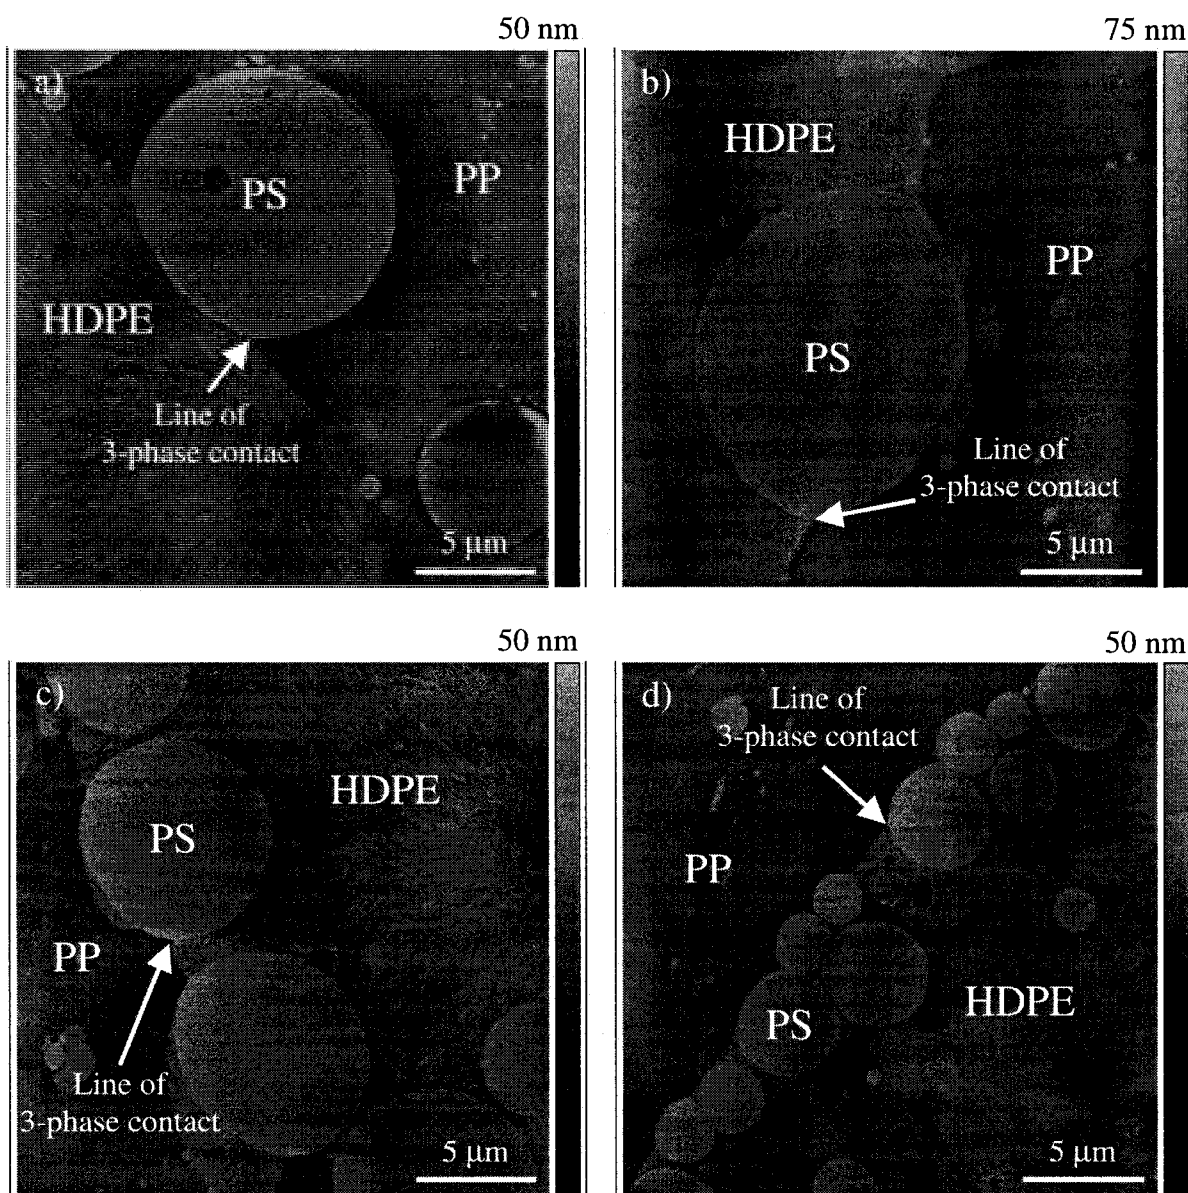 50 nm
a)
PS
PP
HDPE
Line of
3-phase contact
5 μm
75 nm
b)
HDPE
PP
PS
Line of
3-phase contact
5 μm
50 nm
c)
HDPE
PS
PP
Line of
3-phase contact
5 μm
50 nm
d)
Line of
3-phase contact
PP
PS
HDPE
5 μm